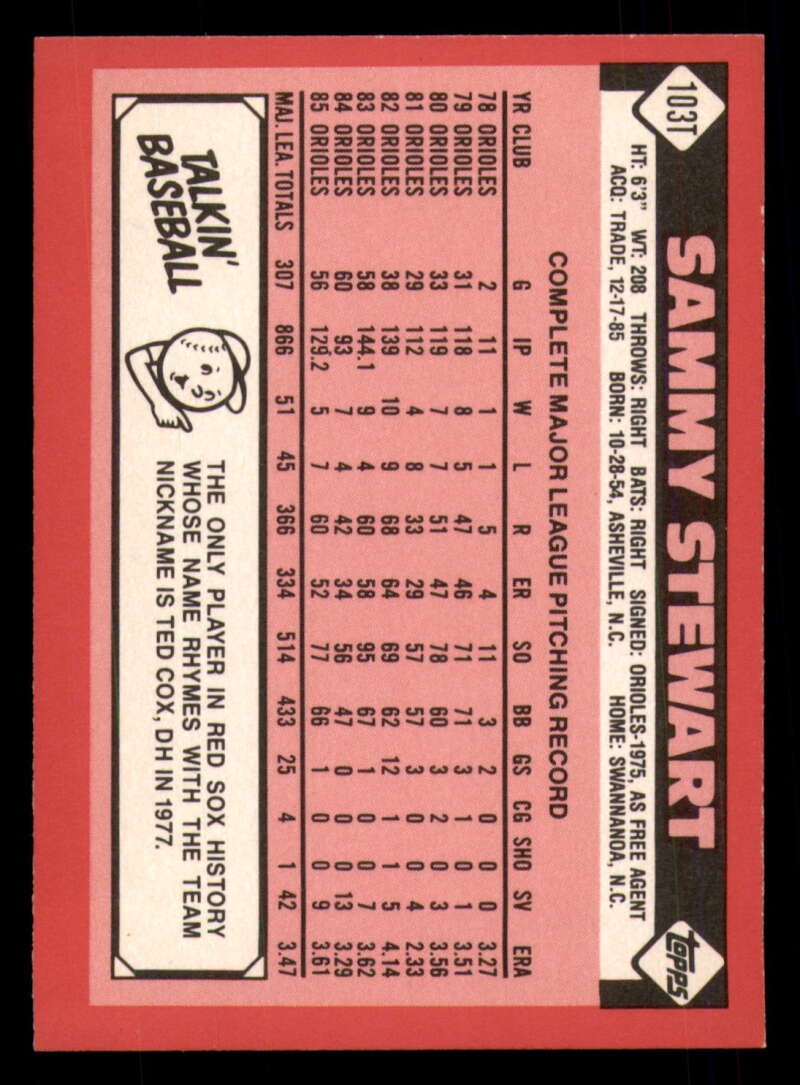 103T
SAMMY STEWART
topps
HT: 6'3" WT: 208 THROWS: RIGHT BATS: RIGHT SIGNED: ORIOLES-1975, AS FREE AGENT
ACQ: TRADE, 12-17-85 BORN: 10-28-54, ASHEVILLE, N.C. HOME: SWANNANOA, N.C.
COMPLETE MAJOR LEAGUE PITCHING RECORD
YR CLUB G IP W L R ER SO BB GS CG SHO SV ERA
78 ORIOLES 2 11 1 1 5 4 11 3 2 0 0 0 3.27
79 ORIOLES 31 118 8 5 47 46 71 71 3 1 0 1 3.51
80 ORIOLES 33 119 7 7 51 47 78 60 3 2 0 3 3.56
81 ORIOLES 29 112 4 8 33 29 57 57 3 0 0 4 2.33
82 ORIOLES 38 139 10 9 68 64 69 62 12 1 1 5 4.14
83 ORIOLES 58 144.1 9 4 60 58 95 67 1 0 0 7 3.62
84 ORIOLES 60 93 7 4 42 34 56 47 0 0 0 13 3.29
85 ORIOLES 56 129.2 5 7 60 52 77 66 1 0 0 9 3.61
MAJ. LEA. TOTALS 307 866 51 45 366 334 514 433 25 4 1 42 3.47
TALKIN'
BASEBALL
THE ONLY PLAYER IN RED SOX HISTORY
WHOSE NAME RHYMES WITH THE TEAM
NICKNAME IS TED COX, DH IN 1977.